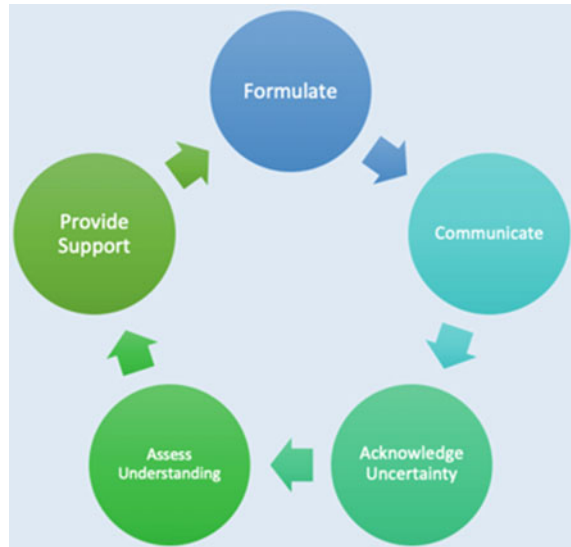 Formulate
Communicate
Acknowledge
Uncertainty
Assess
Understanding
Provide
Support